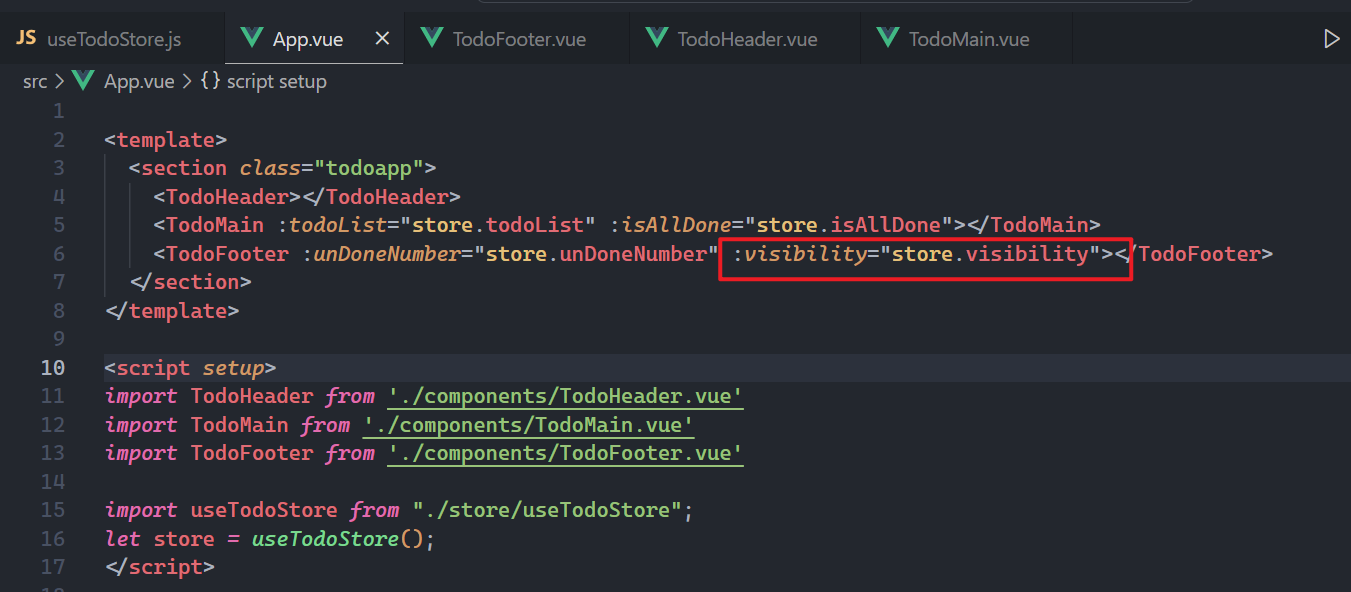 JS useTodoStore.js App.vue TodoFooter.vue TodoHeader.vue TodoMain.vue
src > App.vue > {} script setup
1
2 <template>
3 <section class="todoapp">
4 <TodoHeader></TodoHeader>
5 <TodoMain :todoList="store.todoList" :isAllDone="store.isAllDone"></TodoMain>
6 <TodoFooter :unDoneNumber="store.unDoneNumber" :visibility="store.visibility"></TodoFooter>
7 </section>
8 </template>
9
10 <script setup>
11 import TodoHeader from './components/TodoHeader.vue'
12 import TodoMain from './components/TodoMain.vue'
13 import TodoFooter from './components/TodoFooter.vue'
14
15 import useTodoStore from "./store/useTodoStore";
16 let store = useTodoStore();
17 </script>